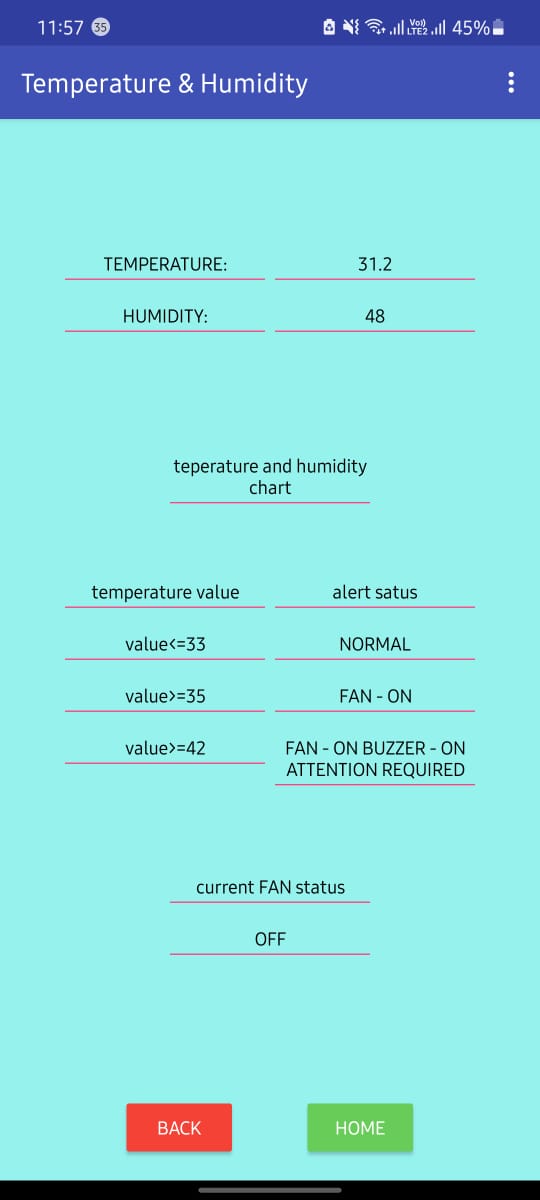 11:57 35 Vo)) LTE2 45%
Temperature & Humidity
TEMPERATURE: 31.2
HUMIDITY: 48
teperature and humidity
chart
temperature value alert satus
value<=33 NORMAL
value>=35 FAN - ON
value>=42 FAN - ON BUZZER - ON
ATTENTION REQUIRED
current FAN status
OFF
BACK HOME